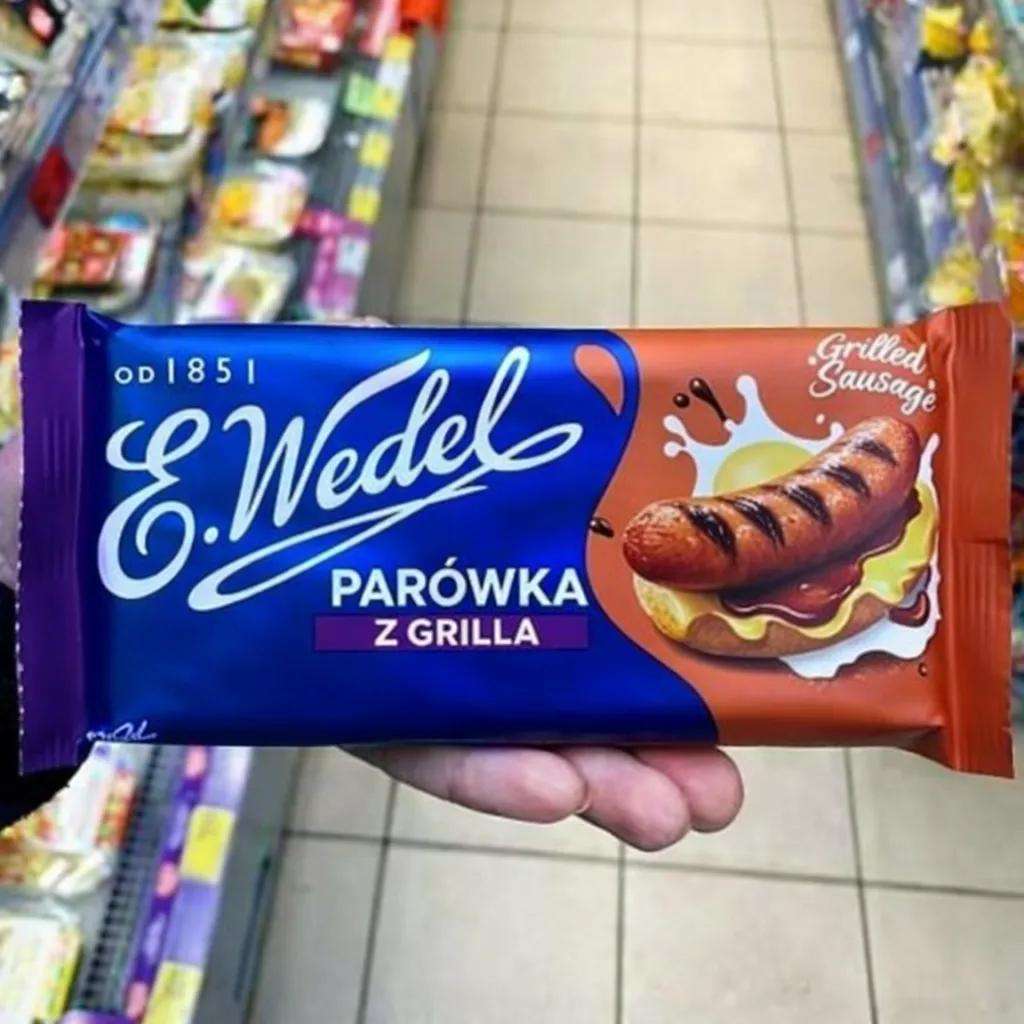 OD 1851
E. Wedel
PARÓWKA
Z GRILLA
Grilled
Sausage